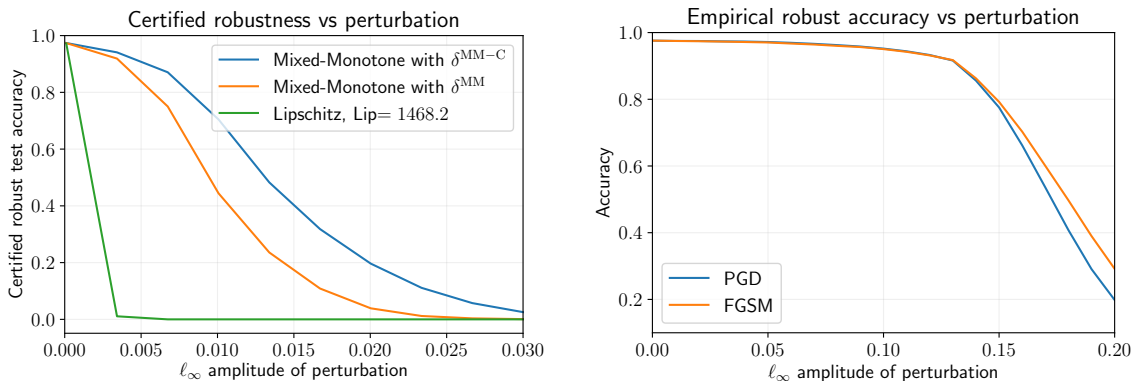 Certified robustness vs perturbation
Certified robust test accuracy
1.0
0.8
0.6
0.4
0.2
0.0
Mixed-Monotone with δ^MM−C
Mixed-Monotone with δ^MM
Lipschitz, Lip= 1468.2
0.000 0.005 0.010 0.015 0.020 0.025 0.030
ℓ∞ amplitude of perturbation
Empirical robust accuracy vs perturbation
Accuracy
1.0
0.8
0.6
0.4
0.2
PGD
FGSM
0.00 0.05 0.10 0.15 0.20
ℓ∞ amplitude of perturbation